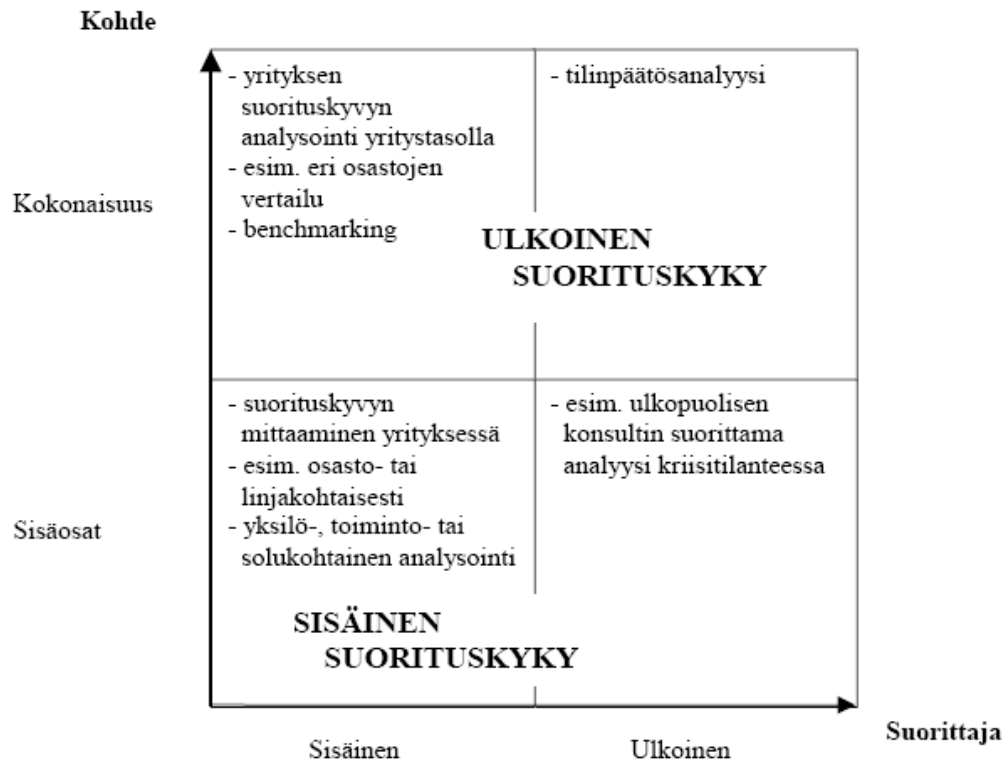 Kohde
- yrityksen
suorituskyvyn
analysointi yritystasolla
- esim. eri osastojen
vertailu
- benchmarking
- tilinpäätösanalyysi
Kokonaisuus
ULKOINEN
SUORITUSKYKY
- suorituskyvyn
mittaaminen yrityksessä
- esim. osasto- tai
linjakohtaisesti
- yksilö-, toiminto- tai
solukohtainen analysointi
- esim. ulkopuolisen
konsultin suorittama
analyysi kriisitilanteessa
Sisäosat
SISÄINEN
SUORITUSKYKY
Sisäinen
Ulkoinen
Suorittaja